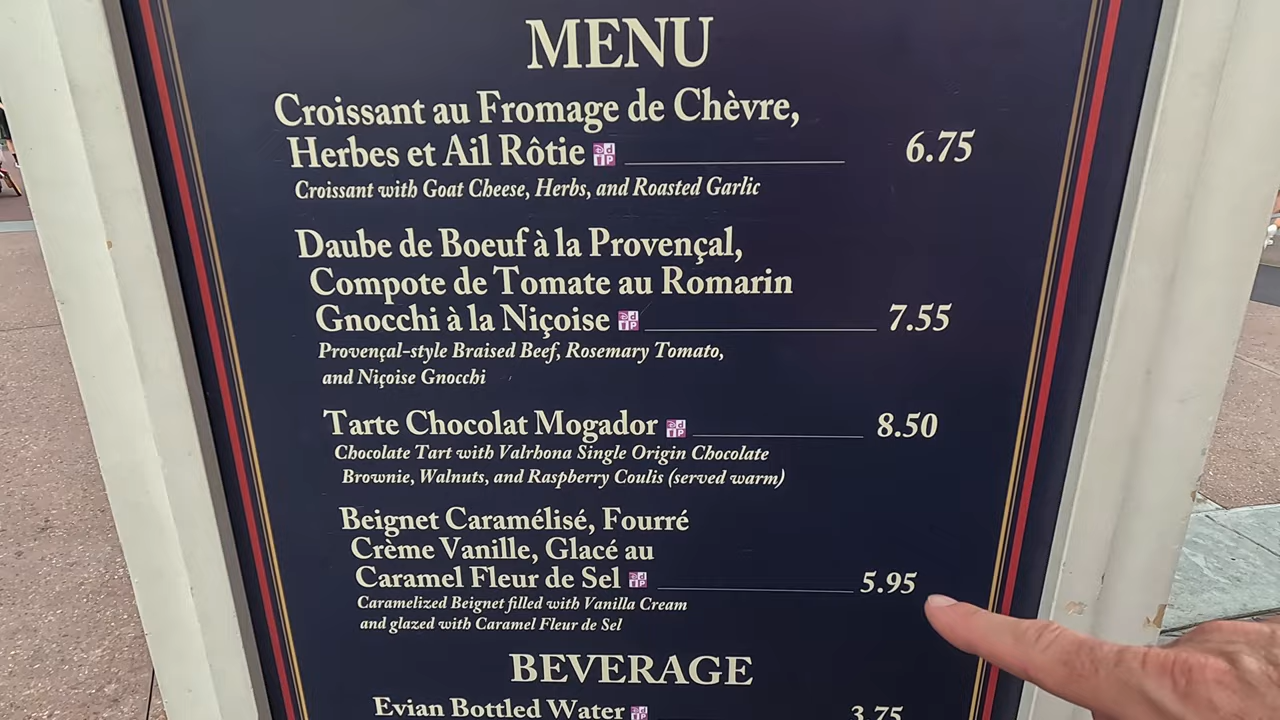 MENU
Croissant au Fromage de Chèvre,
Herbes et Ail Rôtie 6.75
Croissant with Goat Cheese, Herbs, and Roasted Garlic
Daube de Boeuf à la Provençal,
Compote de Tomate au Romarin
Gnocchi à la Niçoise 7.55
Provençal-style Braised Beef, Rosemary Tomato,
and Niçoise Gnocchi
Tarte Chocolat Mogador 8.50
Chocolate Tart with Valrhona Single Origin Chocolate
Brownie, Walnuts, and Raspberry Coulis (served warm)
Beignet Caramélisé, Fourré
Crème Vanille, Glacé au
Caramel Fleur de Sel 5.95
Caramelized Beignet filled with Vanilla Cream
and glazed with Caramel Fleur de Sel
BEVERAGE
Evian Bottled Water 3.75